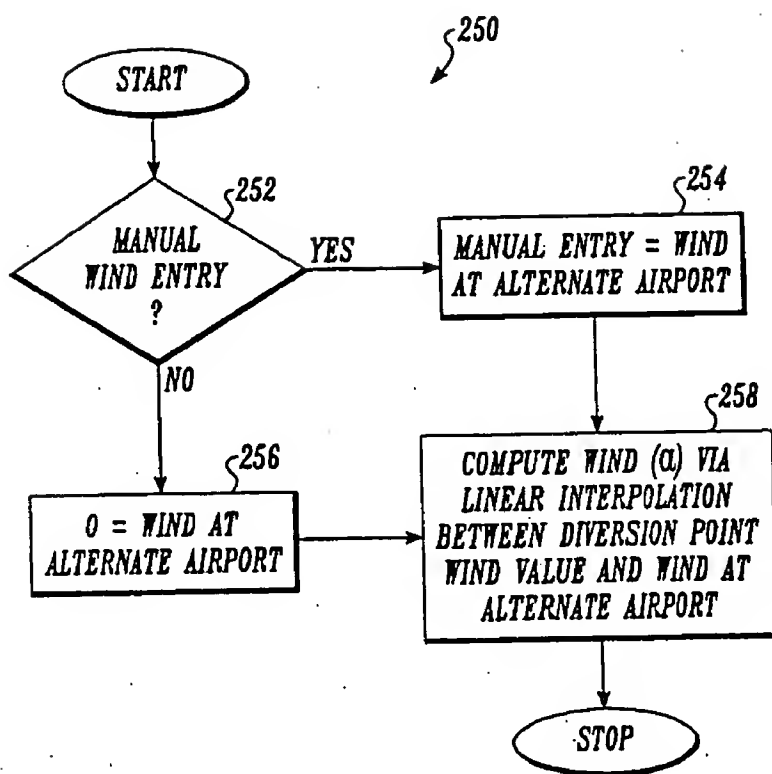 250
START
252
MANUAL
WIND ENTRY
?
YES
NO
254
MANUAL ENTRY = WIND
AT ALTERNATE AIRPORT
256
0 = WIND AT
ALTERNATE AIRPORT
258
COMPUTE WIND (a) VIA
LINEAR INTERPOLATION
BETWEEN DIVERSION POINT
WIND VALUE AND WIND AT
ALTERNATE AIRPORT
STOP